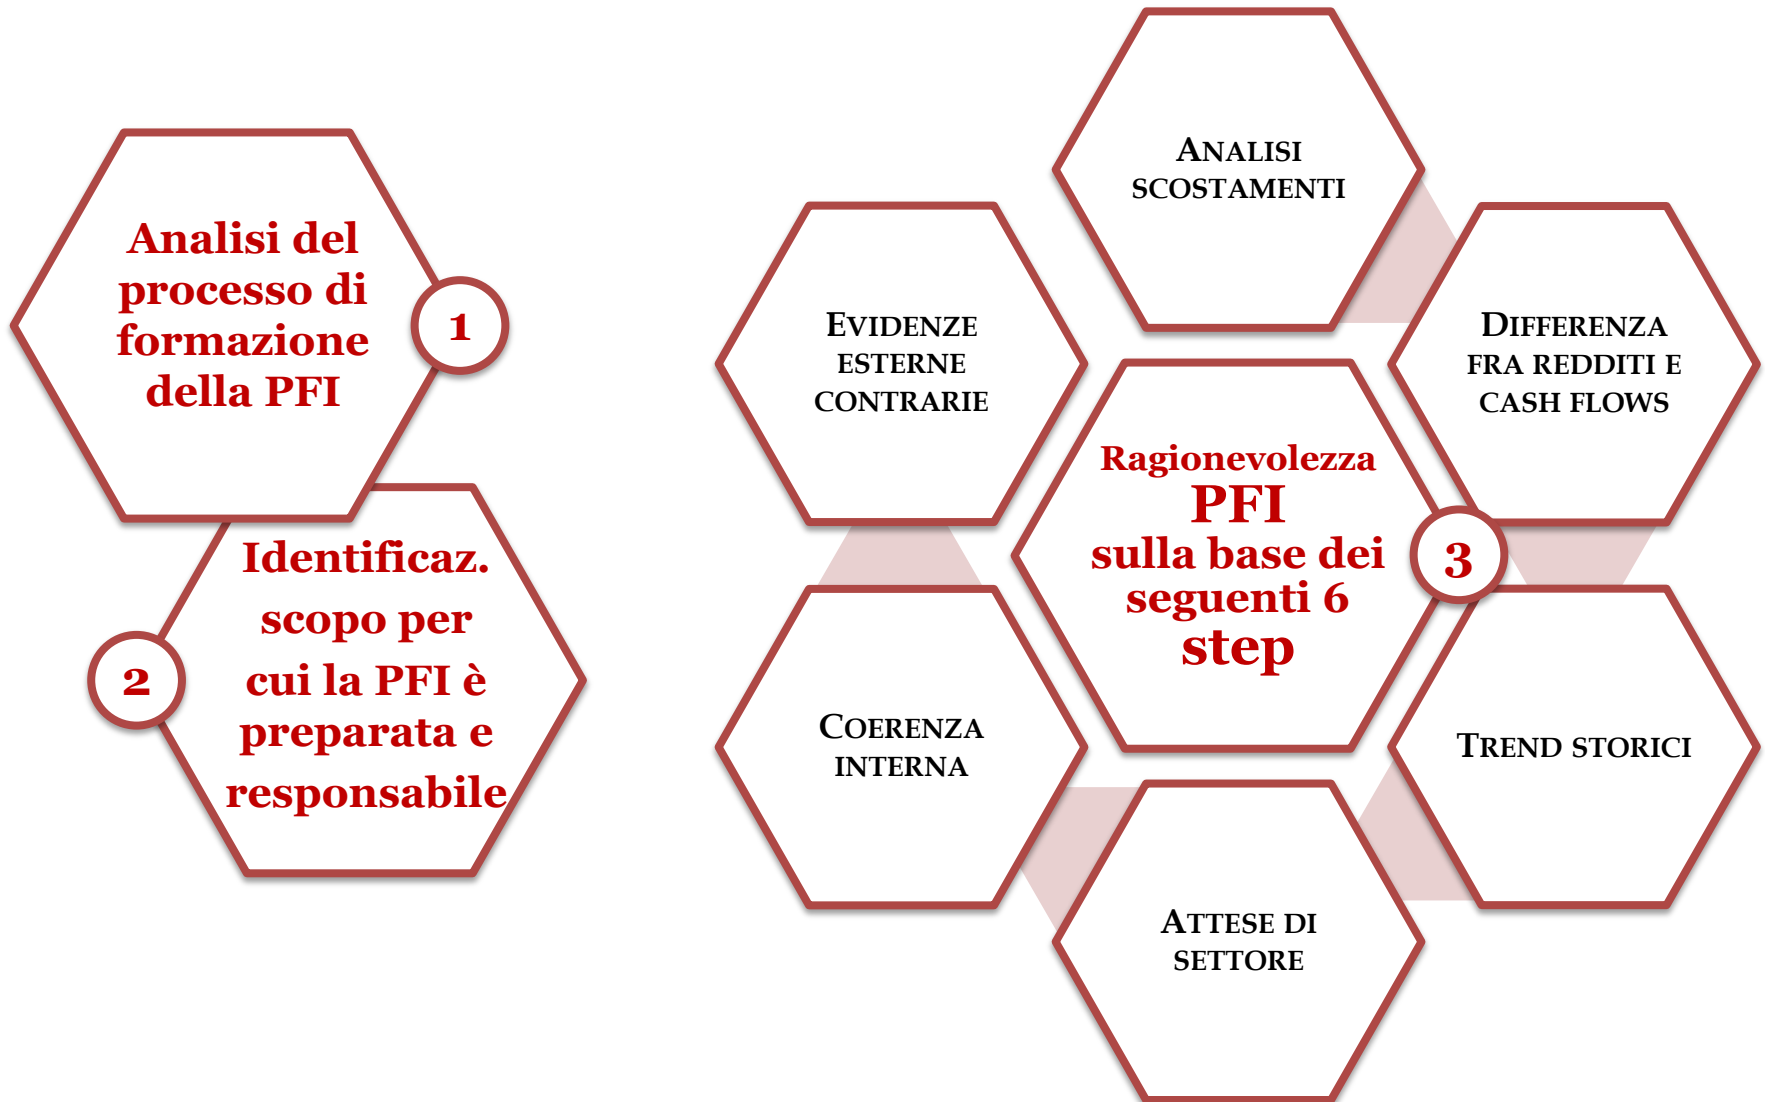 Analisi del
processo di
formazione
della PFI
1
Identificaz.
scopo per
cui la PFI è
preparata e
responsabile
2
Ragionevolezza
PFI
sulla base dei
seguenti 6
step
3
ANALISI
SCOSTAMENTI
DIFFERENZA
FRA REDDITI E
CASH FLOWS
TREND STORICI
ATTESE DI
SETTORE
COERENZA
INTERNA
EVIDENZE
ESTERNE
CONTRARIE